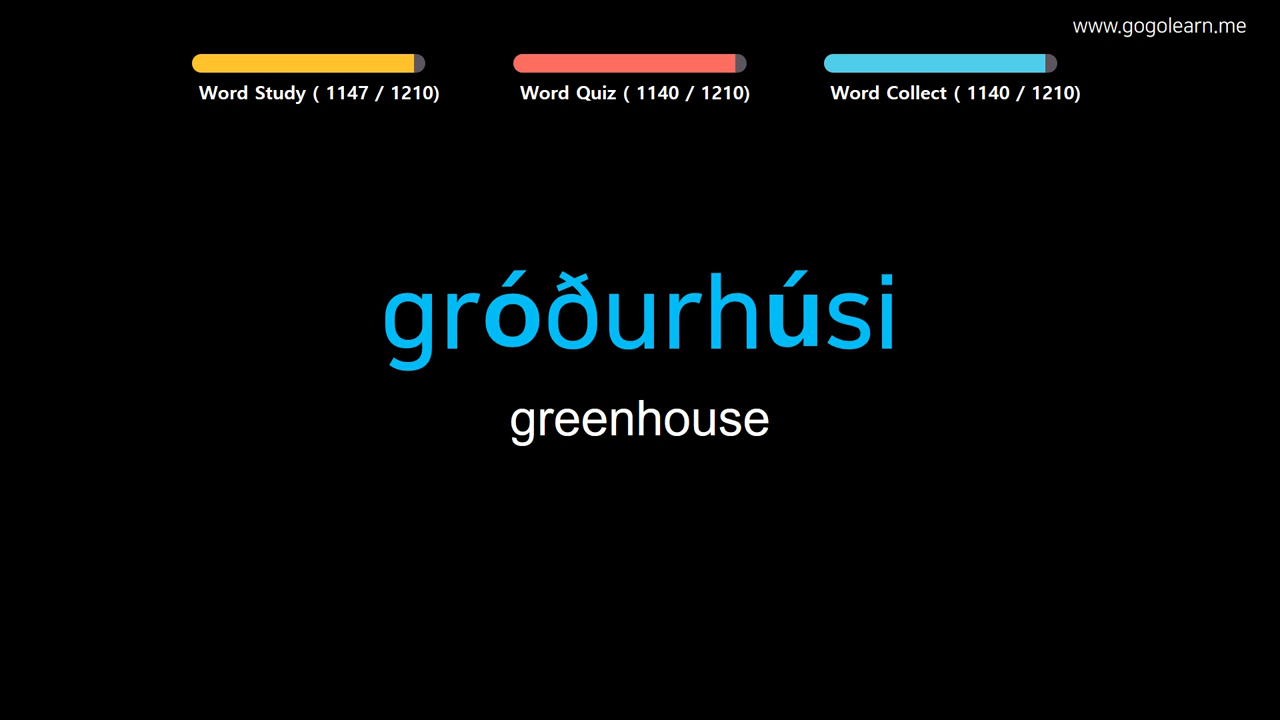 www.gogolearn.me
Word Study ( 1147 / 1210)
Word Quiz ( 1140 / 1210)
Word Collect ( 1140 / 1210)
gróðurhúsi
greenhouse